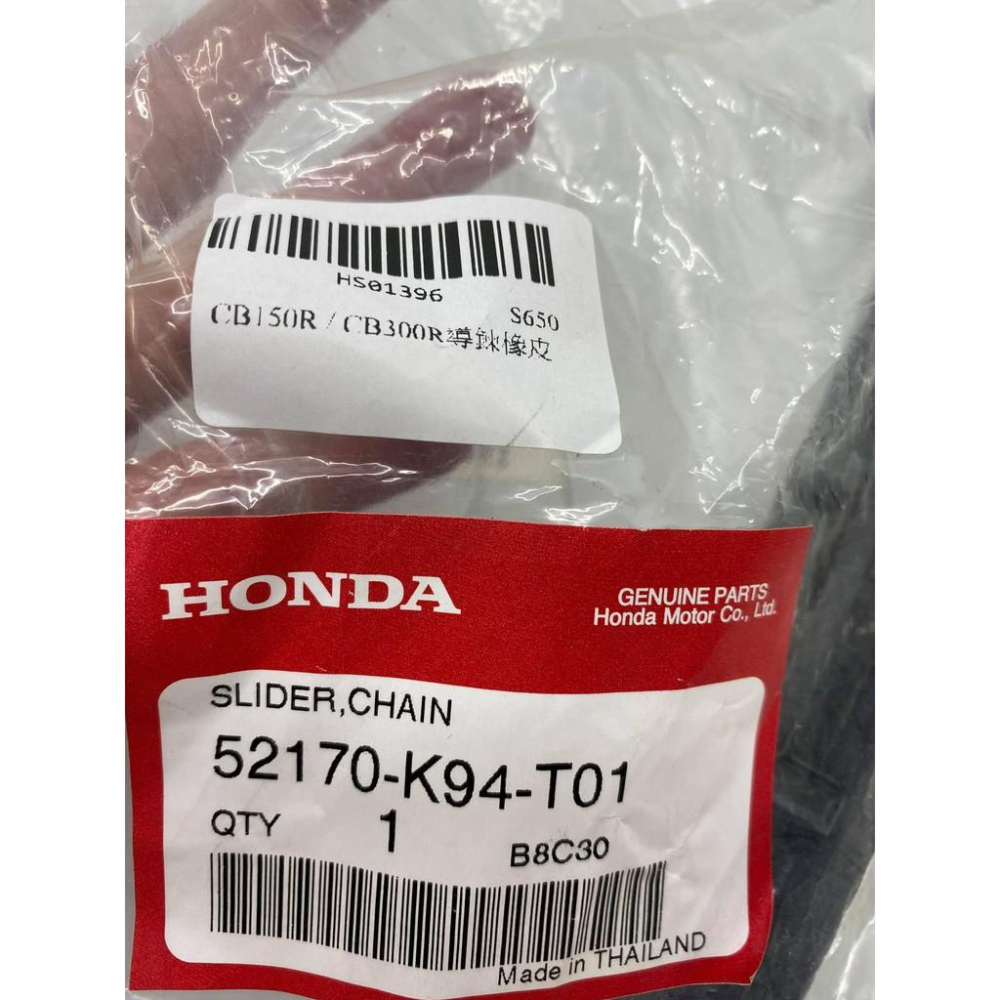 HS01396
S650
CB150R / CB300R導鍊橡皮
HONDA
GENUINE PARTS
Honda Motor Co., Ltd.
SLIDER,CHAIN
52170-K94-T01
QTY 1 B8C30
Made in THAILAND